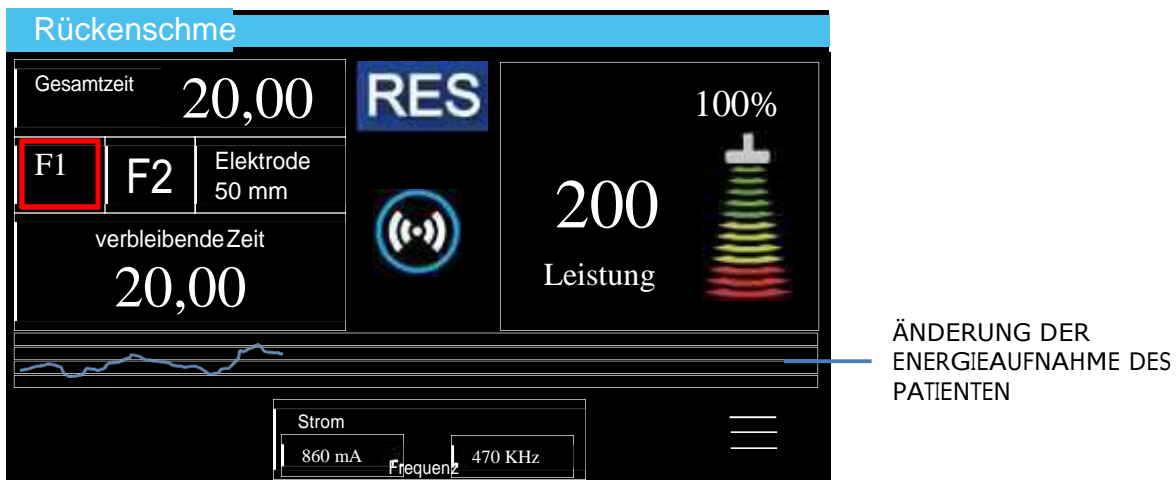 Rückenschme
Gesamtzeit
20,00
RES
100%
F1
F2
Elektrode
50 mm
200
Leistung
verbleibende Zeit
20,00
ÄNDERUNG DER
ENERGIEAUFNAHME DES
PATIENTEN
Strom
860 mA
Frequenz
470 KHz